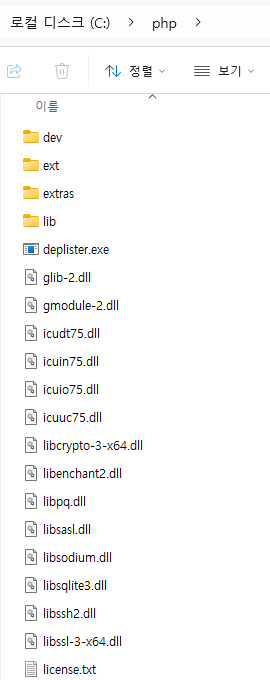 로컬 디스크 (C:) > php >
정렬 보기
이름
dev
ext
extras
lib
deplister.exe
glib-2.dll
gmodule-2.dll
icudt75.dll
icuin75.dll
icuio75.dll
icuuc75.dll
libcrypto-3-x64.dll
libenchant2.dll
libpq.dll
libsasl.dll
libsodium.dll
libsqlite3.dll
libssh2.dll
libssl-3-x64.dll
license.txt